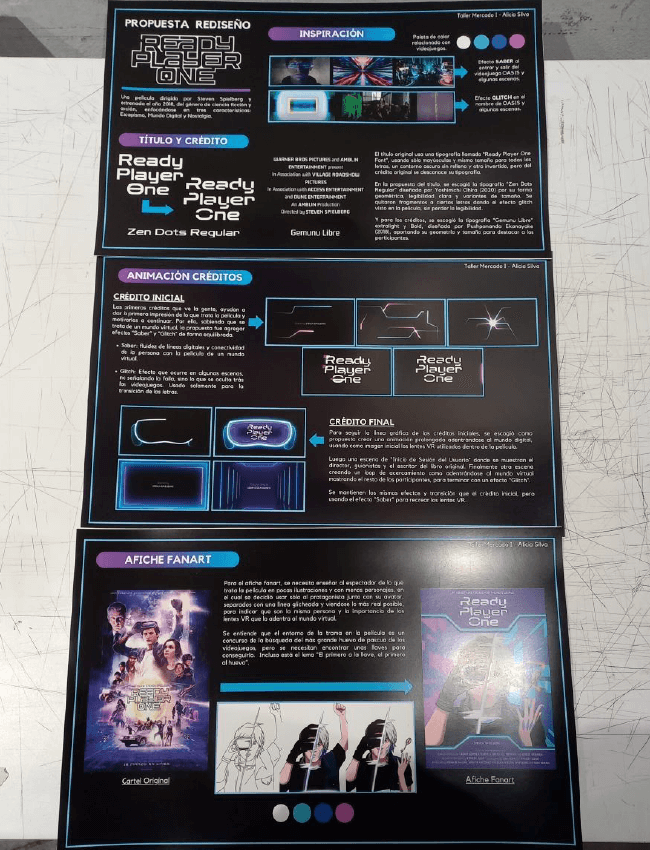 Taller Mercado I - Alicia Silva
PROPUESTA REDISEÑO
READY
PLAYER
ONE
Una película dirigida por Steven Spielberg y
estrenada el año 2018, del género de ciencia ficción y
acción, enfocándose en tres características:
Escapismo, Mundo Digital y Nostalgia.
INSPIRACIÓN
Paleta de color
relacionada con
videojuegos.
Efecto SABER al
entrar y salir del
videojuego OASIS y
algunas escenas.
Efecto GLITCH en el
nombre de OASIS y
algunas escenas.
TÍTULO Y CRÉDITO
Ready
Player
One
Ready
Player
One
Zen Dots Regular
WARNER BROS PICTURES AND AMBLIN
ENTERTAINMENT present
In Association with VILLAGE ROADSHOW
PICTURES
In Association with ACCESS ENTERTAINMENT
and DUNE ENTERTAINMENT
An AMBLIN Production
Directed by STEVEN SPIELBERG
Gemunu Libre
El título original usa una tipografía llamada "Ready Player One
Font", usando sólo mayúsculas y mismo tamaño para todas las
letras, un contorno oscuro sin relleno y otro invertido, pero del
crédito original se desconoce su tipografía.
En la propuesta del título, se escogió la tipografía "Zen Dots
Regular" diseñada por Yoshimichi Ohira (2020) por su forma
geométrica, legibilidad clara y variantes de tamaño. Se
quitaron fragmentos a ciertas letras dando el efecto glitch
visto en la película, sin perder la legibilidad.
Y para los créditos, se escogió la tipografía "Gemunu Libre"
extralight y Bold, diseñada por Pushpananda Ekanayake
(2018), aportando su geometría y tamaño para destacar a los
participantes.
Taller Mercado I - Alicia Silva
ANIMACIÓN CRÉDITOS
CRÉDITO INICIAL
Los primeros créditos que ve la gente, ayudan a
dar la primera impresión de lo que trata la película y
motivarlos a continuar. Por ello, sabiendo que se
trata de un mundo virtual, la propuesta fue agregar
efectos "Saber" y "Glitch" de forma equilibrada.
• Saber: fluidez de líneas digitales y conectividad
de la persona con la película de un mundo
virtual.
• Glitch: Efecto que ocurre en algunas escenas,
no señalando la falla, sino lo que se oculta tras
los videojuegos. Usando solamente para la
transición de las letras.
Ready
Player
One
Ready
Player
One
Ready
Player
One
CRÉDITO FINAL
Para seguir la línea gráfica de los créditos iniciales, se escogió como
propuesta crear una animación prolongada adentrándose al mundo digital,
usando como imagen inicial los lentes VR utilizados dentro de la película.
Luego una escena de "Inicio de Sesión del Usuario" donde se muestran el
director, guionistas y el escritor del libro original. Finalmente otra escena
creando un loop de acercamiento como adentrándose al mundo virtual
mostrando el resto de los participantes, para terminar con un efecto "Glitch".
Se mantienen los mismos efectos y transición que el crédito inicial, pero
usando el efecto "Saber" para recrear los lentes VR.
Taller Mercado I - Alicia Silva
AFICHE FANART
Para el afiche fanart, se necesita enseñar al espectador de lo que
trata la película en pocas ilustraciones y con menos personajes, en
el cual se decidió usar sólo al protagonista junto con su avatar,
separados con una línea glicheada y viéndose lo más real posible,
para indicar que son la misma persona y la importancia de los
lentes VR que lo adentra al mundo virtual.
Se entiende que el entorno de la trama en la película es un
concurso de la búsqueda del más grande huevo de pascua de los
videojuegos, pero se necesitan encontrar unas llaves para
conseguirlo. Incluso está el lema "El primero a la llave, el primero
al huevo".
READY
PLAYER
ONE
Ready
Player
One
Cartel Original
Afiche Fanart